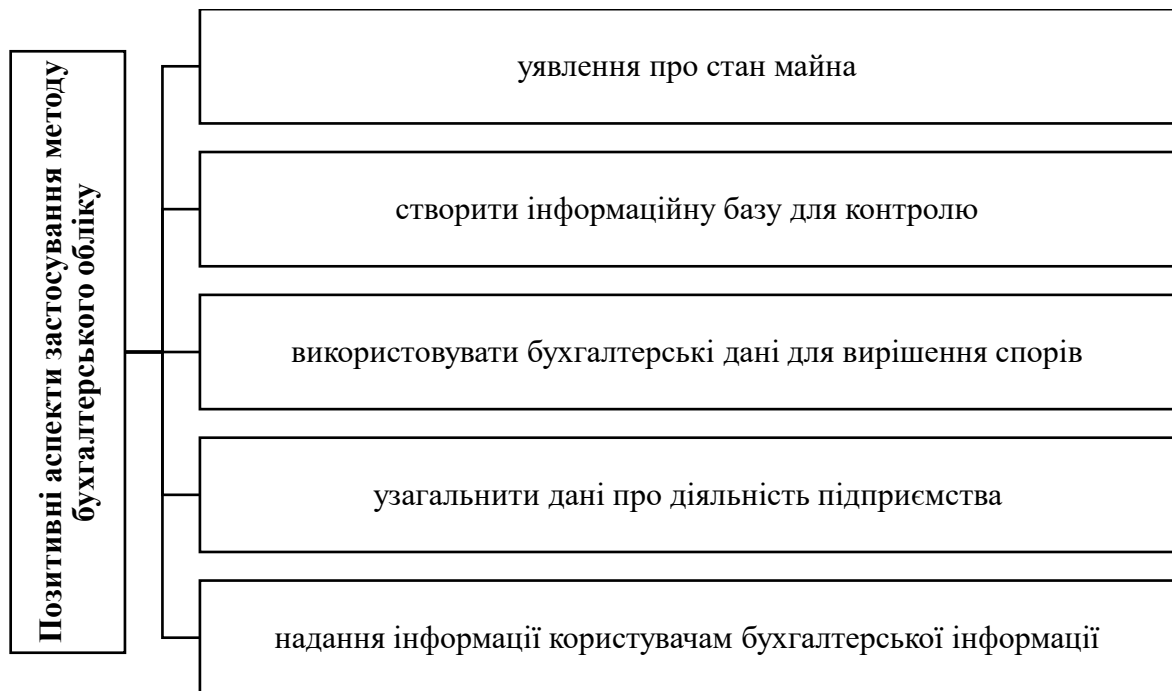 Позитивні аспекти застосування методу
бухгалтерського обліку
уявлення про стан майна
створити інформаційну базу для контролю
використовувати бухгалтерські дані для вирішення спорів
узагальнити дані про діяльність підприємства
надання інформації користувачам бухгалтерської інформації